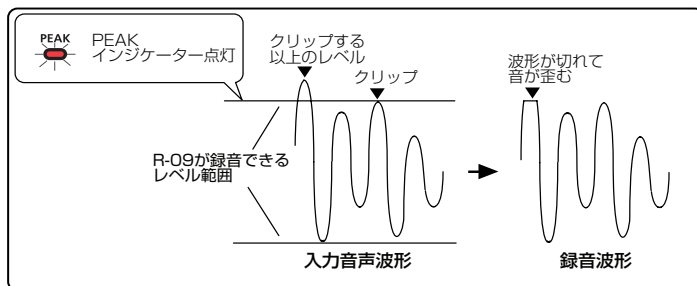 PEAK
PEAK
インジケーター点灯
クリップする
以上のレベル
クリップ
波形が切れて
音が歪む
R-09が録音できる
レベル範囲
入力音声波形
録音波形